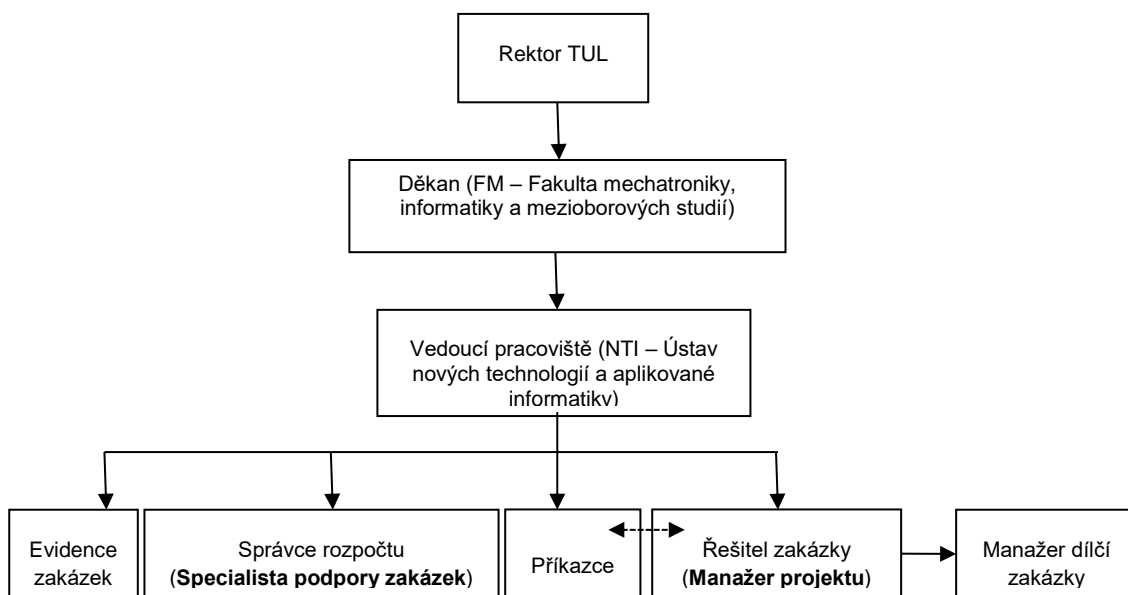 Rektor TUL
Děkan (FM – Fakulta mechatroniky,
informatiky a mezioborových studií)
Vedoucí pracoviště (NTI – Ústav
nových technologií a aplikované
informatiky)
Evidence
zakázek
Správce rozpočtu
(Specialista podpory zakázek)
Příkazce
Řešitel zakázky
(Manažer projektu)
Manažer dílčí
zakázky